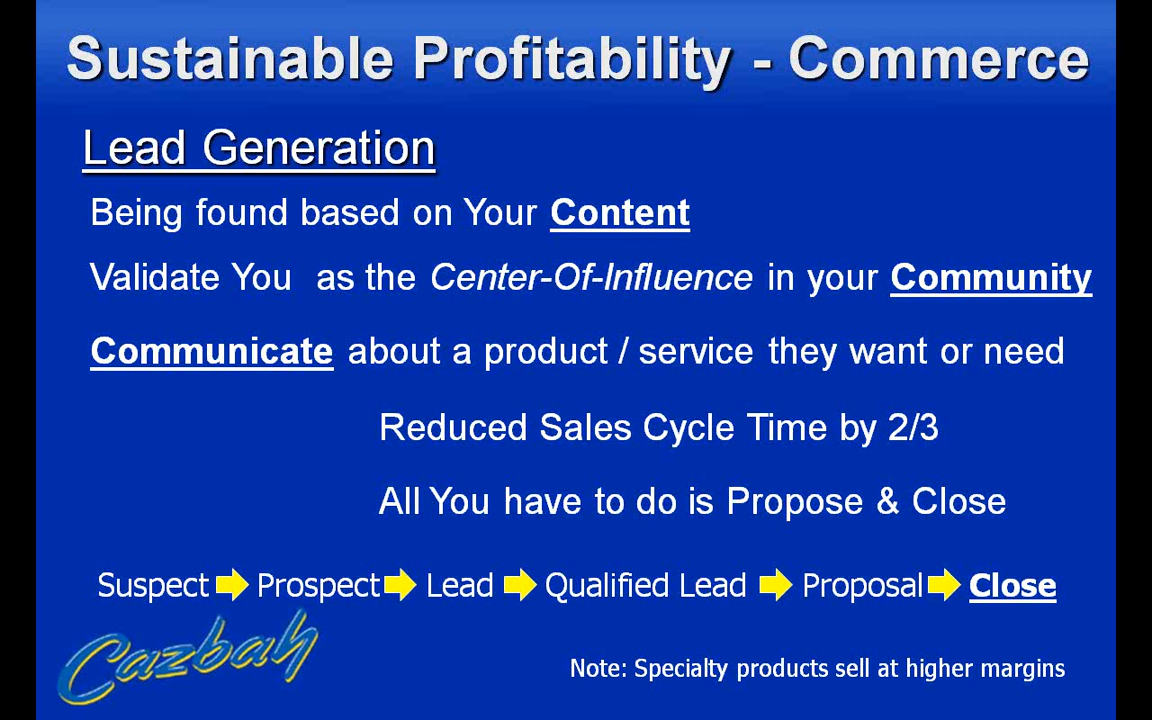 Sustainable Profitability - Commerce
Lead Generation
Being found based on Your Content
Validate You as the Center-Of-Influence in your Community
Communicate about a product / service they want or need
Reduced Sales Cycle Time by 2/3
All You have to do is Propose & Close
Suspect Prospect Lead Qualified Lead Proposal Close
Cazbah
Note: Specialty products sell at higher margins